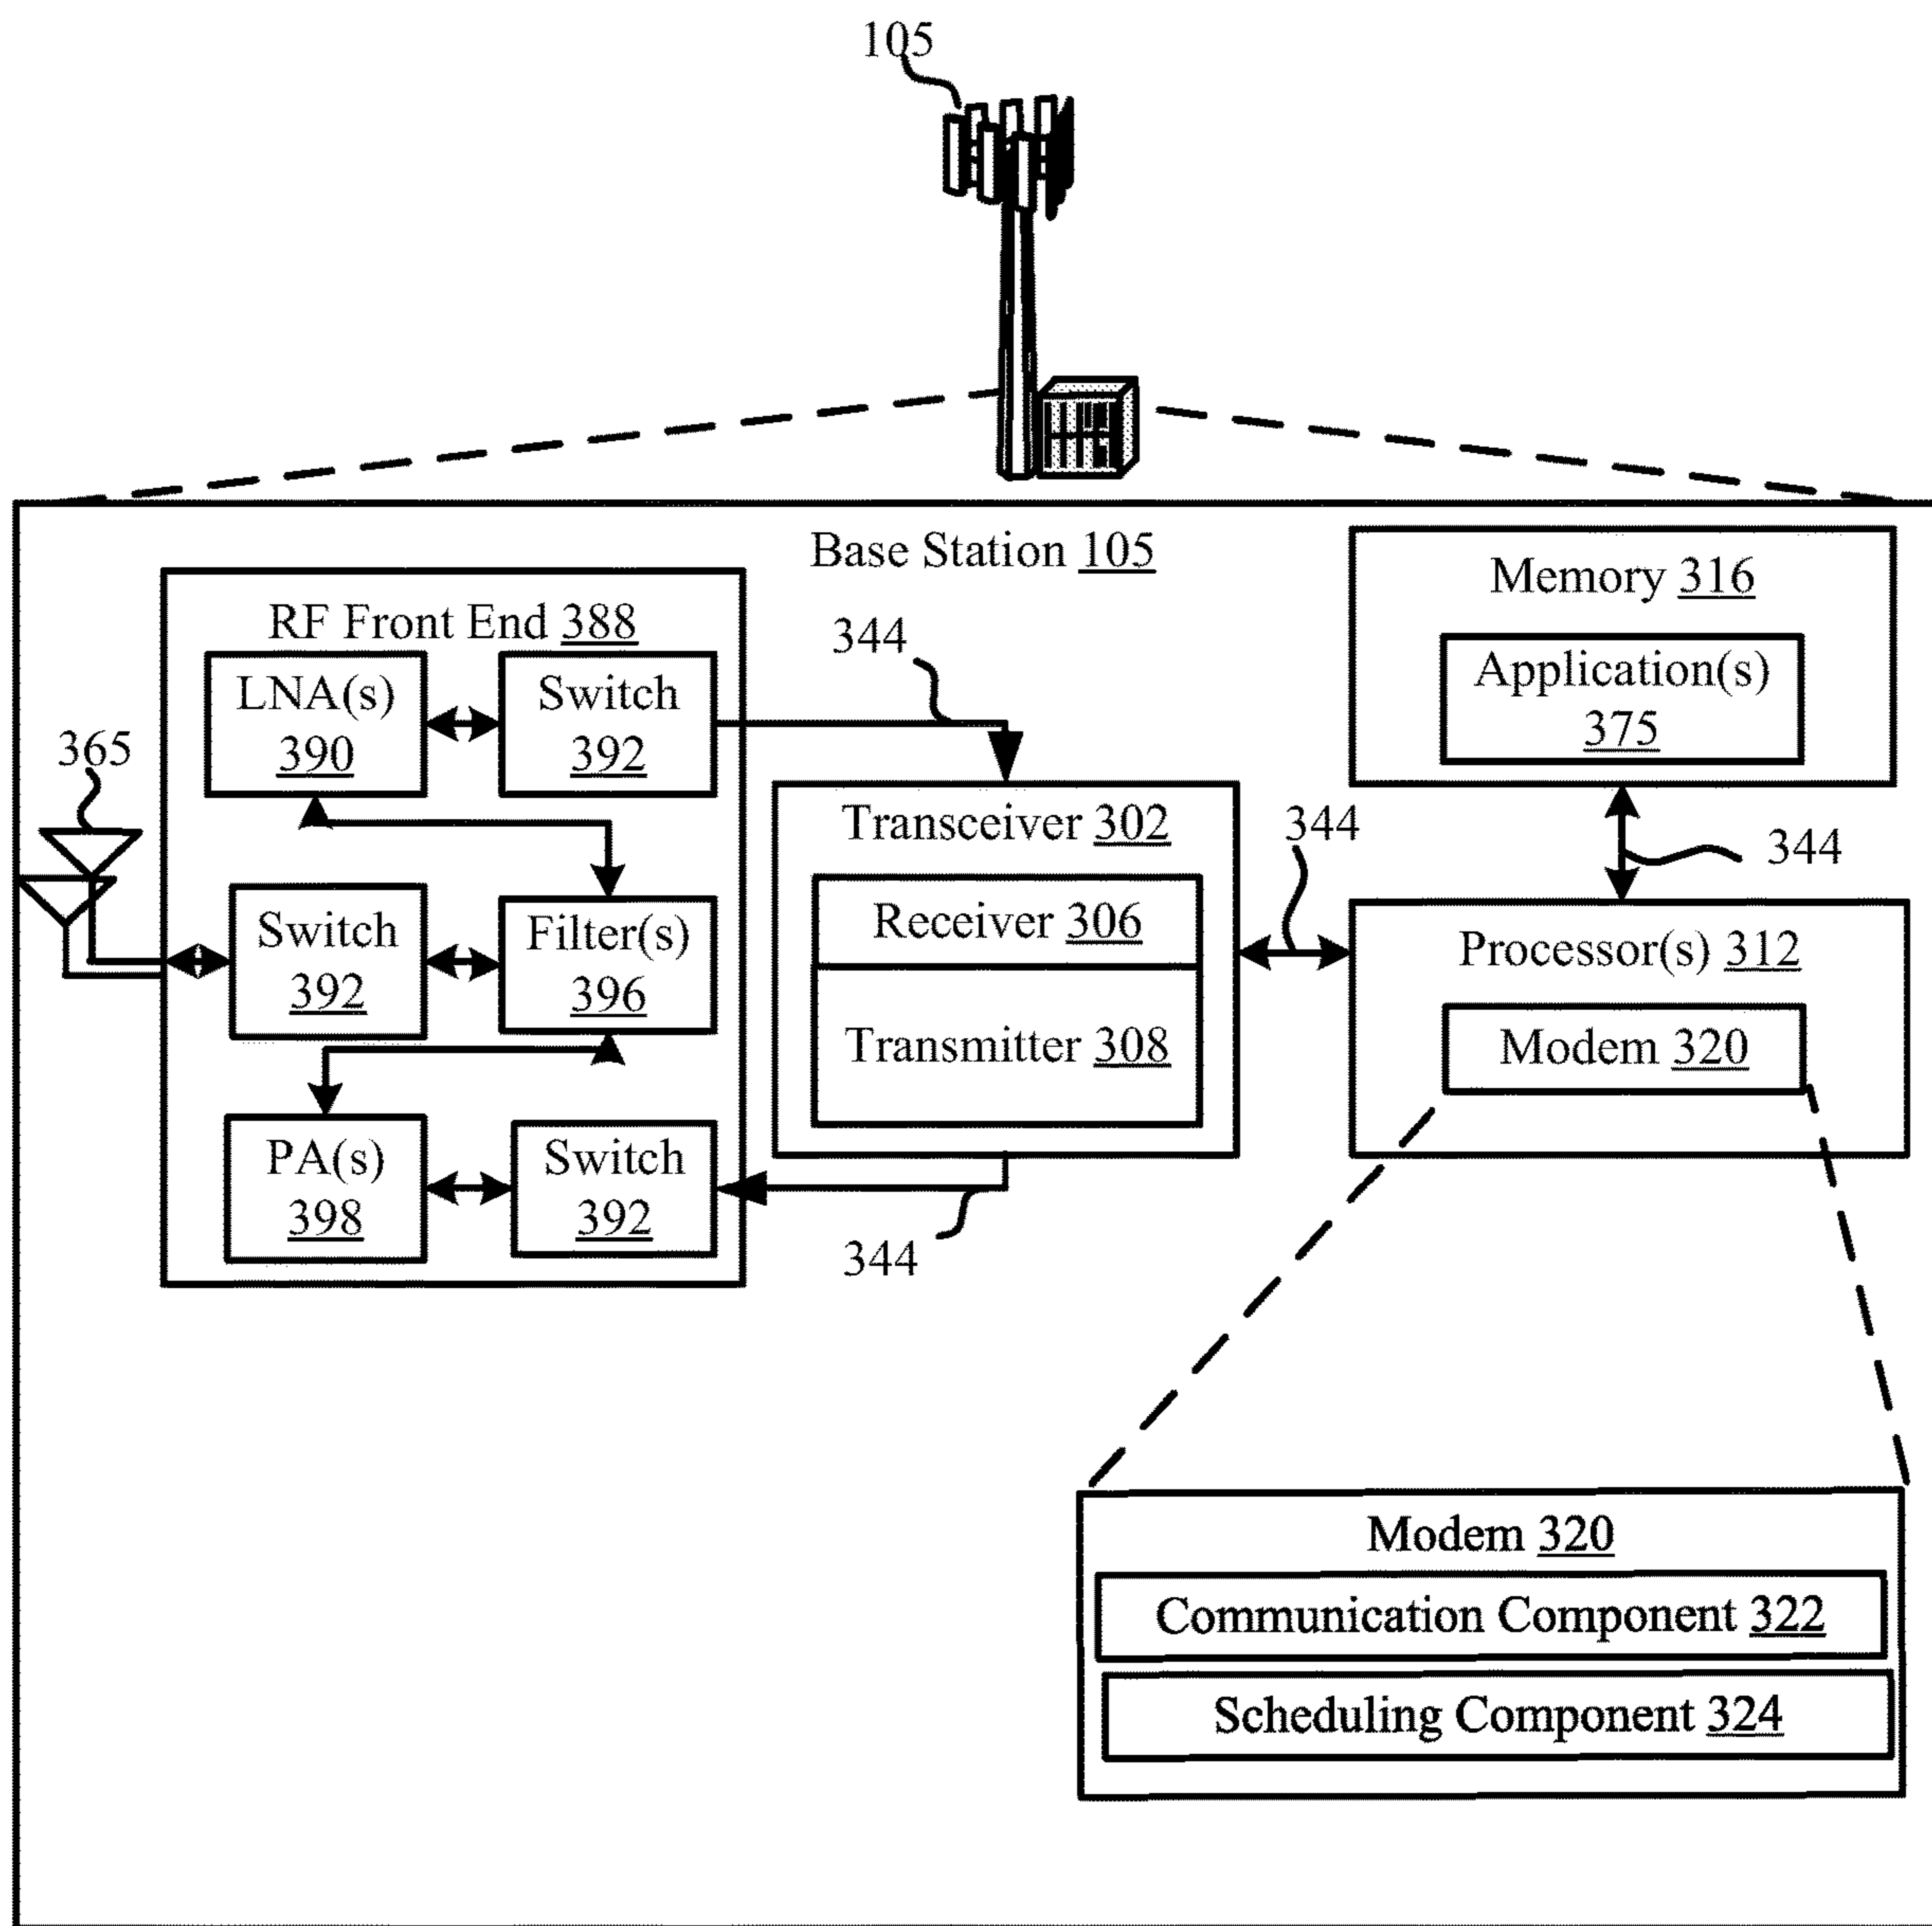 105
Base Station 105
Memory 316
Application(s)
375
RF Front End 388
LNA(s)
390
Switch
392
344
365
Transceiver 302
Receiver 306
Transmitter 308
344
344
Switch
392
Filter(s)
396
Processor(s) 312
Modem 320
PA(s)
398
Switch
392
344
Modem 320
Communication Component 322
Scheduling Component 324